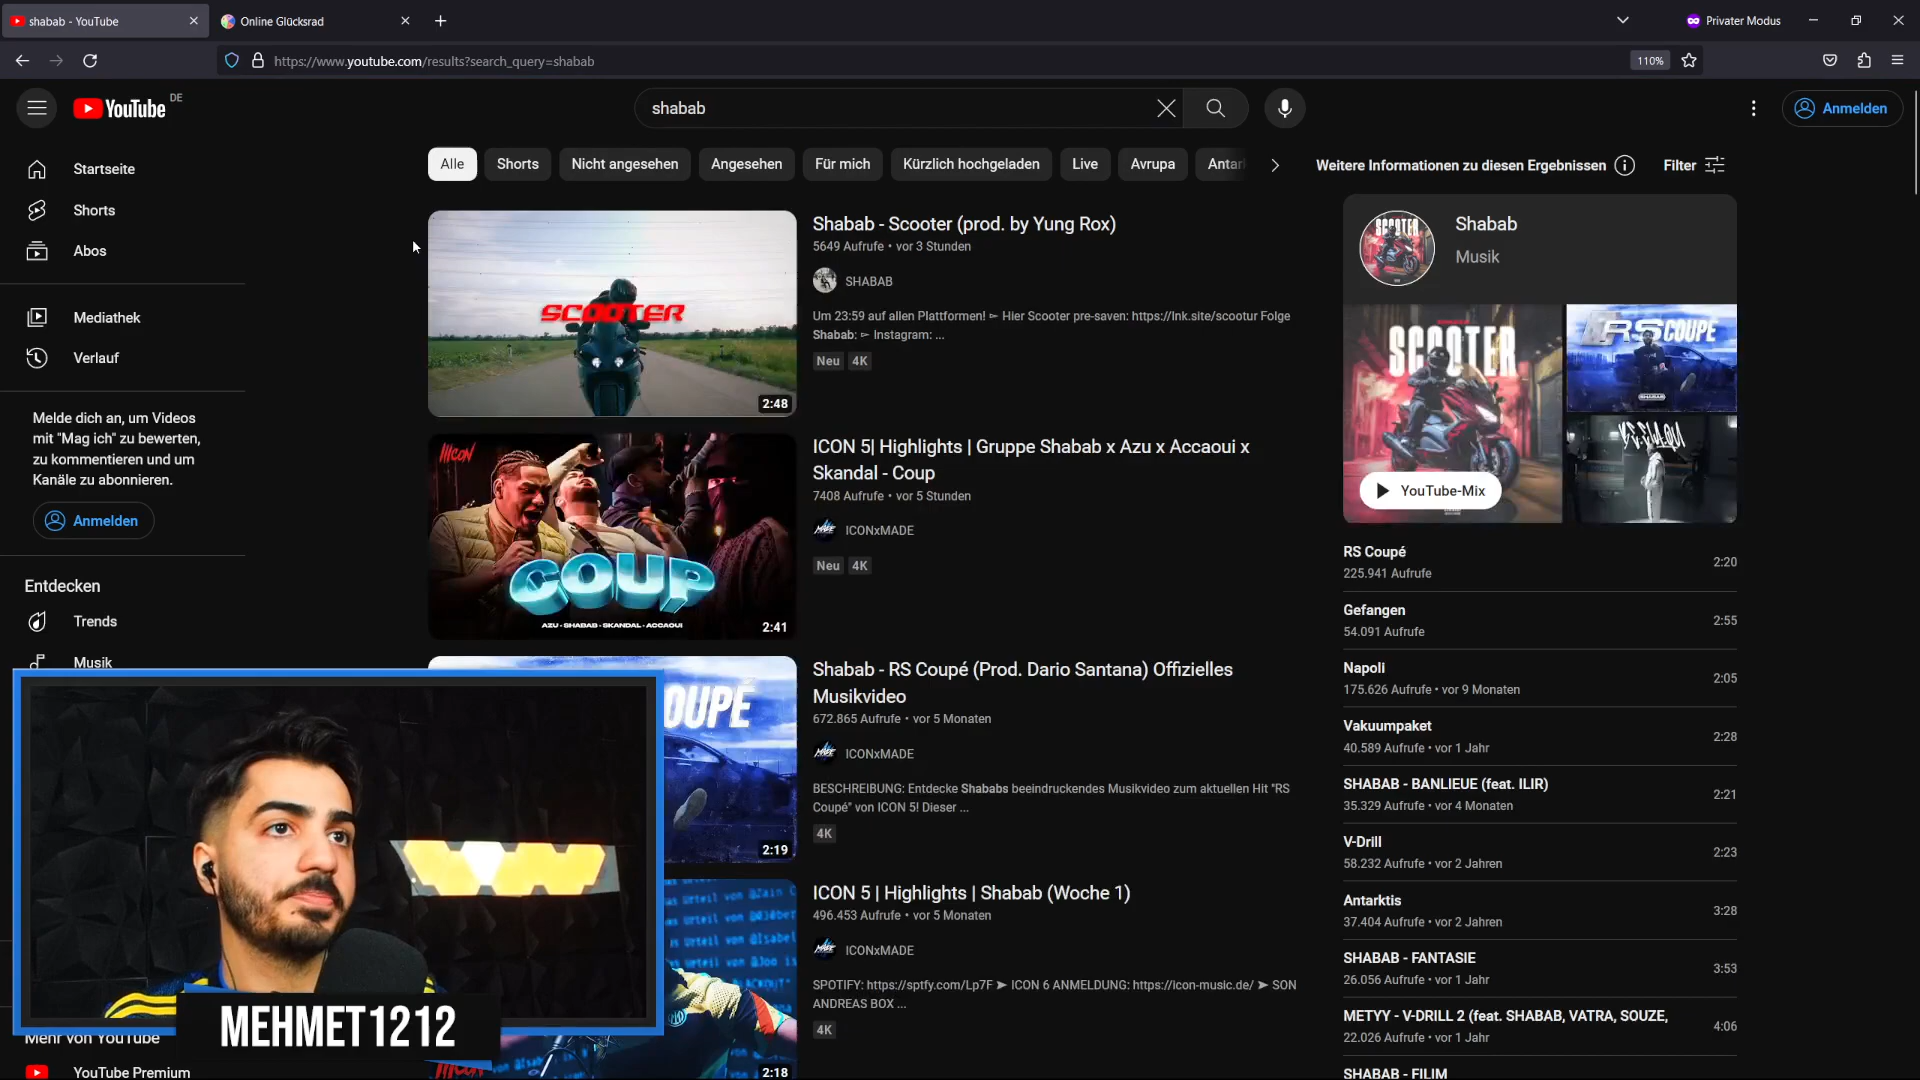 shabab - YouTube
Online Glücksrad
Privater Modus
https://www.youtube.com/results?search_query=shabab
110%
YouTube DE
shabab
Anmelden
Startseite
Shorts
Abos
Mediathek
Verlauf
Melde dich an, um Videos
mit "Mag ich" zu bewerten,
zu kommentieren und um
Kanäle zu abonnieren.
Anmelden
Entdecken
Trends
Musik
Mehr von YouTube
YouTube Premium
MEHMET1212
Alle
Shorts
Nicht angesehen
Angesehen
Für mich
Kürzlich hochgeladen
Live
Avrupa
Antar
Weitere Informationen zu diesen Ergebnissen
Filter
SCOOTER
2:48
Shabab - Scooter (prod. by Yung Rox)
5649 Aufrufe • vor 3 Stunden
SHABAB
Um 23:59 auf allen Plattformen! ► Hier Scooter pre-saven: https://lnk.site/scootur Folge
Shabab: ► Instagram: ...
Neu
4K
ICON
COUP
AZU - SHABAB - SKANDAL - ACCAOUI
2:41
ICON 5| Highlights | Gruppe Shabab x Azu x Accaoui x
Skandal - Coup
7408 Aufrufe • vor 5 Stunden
ICONxMADE
Neu
4K
OUPE
2:19
Shabab - RS Coupé (Prod. Dario Santana) Offizielles
Musikvideo
672.865 Aufrufe • vor 5 Monaten
ICONxMADE
BESCHREIBUNG: Entdecke Shababs beeindruckendes Musikvideo zum aktuellen Hit "RS
Coupé" von ICON 5! Dieser ...
4K
2:18
ICON 5 | Highlights | Shabab (Woche 1)
496.453 Aufrufe • vor 5 Monaten
ICONxMADE
SPOTIFY: https://sptfy.com/Lp7F ➤ ICON 6 ANMELDUNG: https://icon-music.de/ ➤ SON
ANDREAS BOX ...
4K
Shabab
Musik
SCOOTER
RS COUPE
SHABAB
YouTube-Mix
RS Coupé
225.941 Aufrufe
2:20
Gefangen
54.091 Aufrufe
2:55
Napoli
175.626 Aufrufe • vor 9 Monaten
2:05
Vakuumpaket
40.589 Aufrufe • vor 1 Jahr
2:28
SHABAB - BANLIEUE (feat. ILIR)
35.329 Aufrufe • vor 4 Monaten
2:21
V-Drill
58.232 Aufrufe • vor 2 Jahren
2:23
Antarktis
37.404 Aufrufe • vor 2 Jahren
3:28
SHABAB - FANTASIE
26.056 Aufrufe • vor 1 Jahr
3:53
METYY - V-DRILL 2 (feat. SHABAB, VATRA, SOUZE,
22.026 Aufrufe • vor 1 Jahr
4:06
SHABAB - FILIM